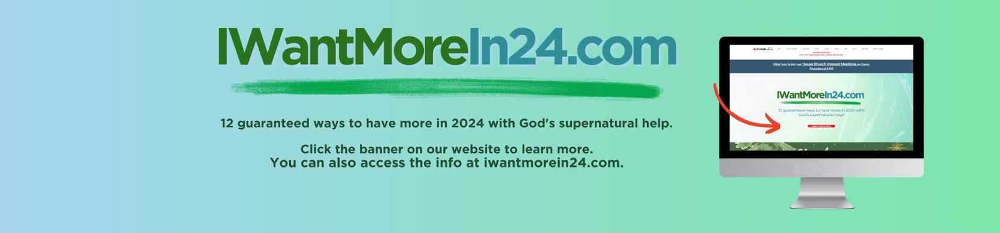 IWantMoreIn24.com
12 guaranteed ways to have more in 2024 with God's supernatural help.
Click the banner on our website to learn more.
You can also access the info at iwantmorein24.com.
Click here to join our House Church Interest Meetings on Zoom.
Thursdays at 5 PM.
IWantMoreIn24.com
12 guaranteed ways to have more in 2024 with
God's supernatural help!